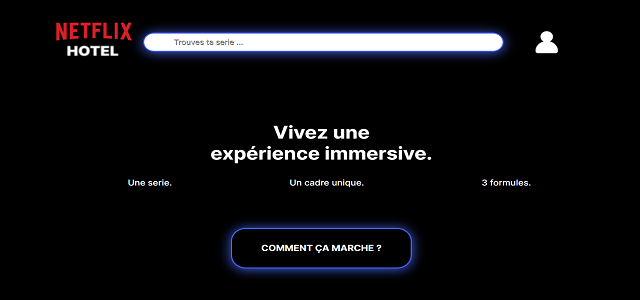 NETFLIX
HOTEL
Trouves ta serie ...
Vivez une
expérience immersive.
Une serie.
Un cadre unique.
3 formules.
COMMENT ÇA MARCHE ?